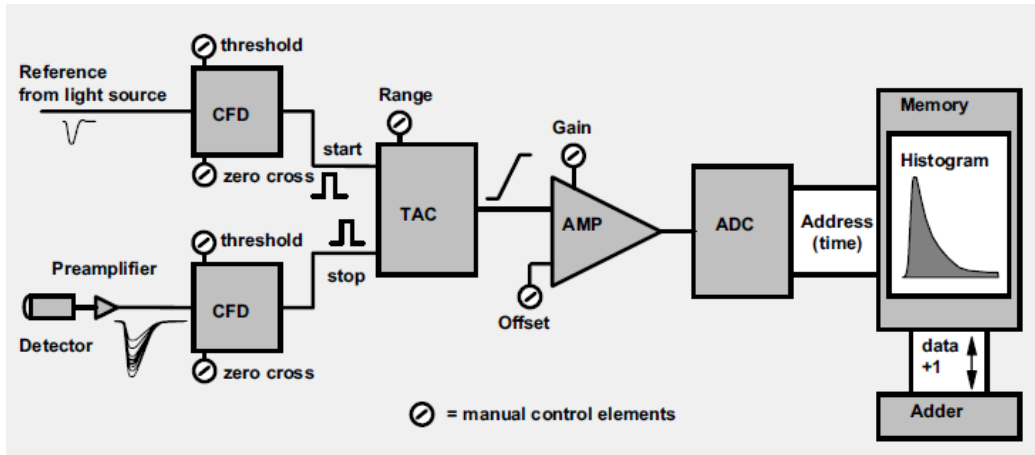 threshold
Reference
from light source
CFD
zero cross
Range
start
TAC
stop
threshold
Preamplifier
CFD
Detector
zero cross
Gain
AMP
Offset
ADC
Address
(time)
Memory
Histogram
data
+1
Adder
= manual control elements